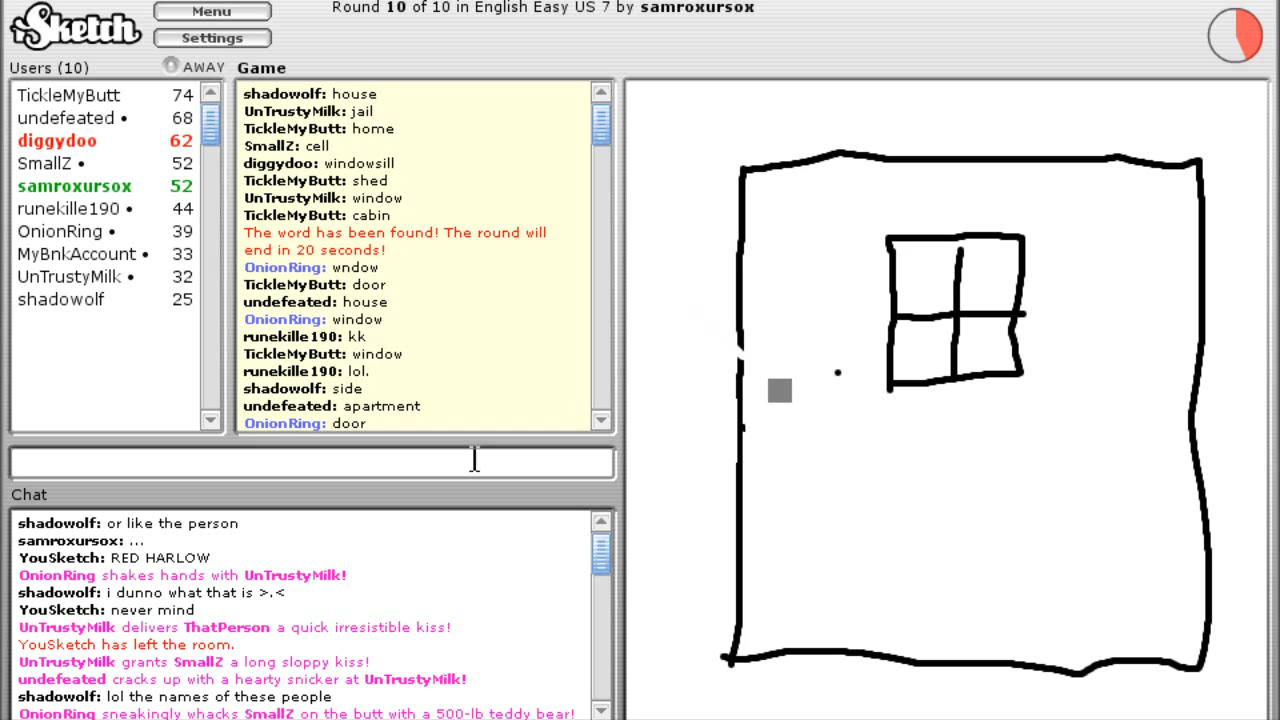 iSketch
Menu
Settings
Round 10 of 10 in English Easy US 7 by samroxursox
Users (10)
AWAY
Game
TickleMyButt 74
undefeated • 68
diggydoo 62
SmallZ • 52
samroxursox 52
runekille190 • 44
OnionRing • 39
MyBnkAccount • 33
UnTrustyMilk • 32
shadowolf 25
shadowolf: house
UnTrustyMilk: jail
TickleMyButt: home
SmallZ: cell
diggydoo: windowsill
TickleMyButt: shed
UnTrustyMilk: window
TickleMyButt: cabin
The word has been found! The round will
end in 20 seconds!
OnionRing: wndow
TickleMyButt: door
undefeated: house
OnionRing: window
runekille190: kk
TickleMyButt: window
runekille190: lol.
shadowolf: side
undefeated: apartment
OnionRing: door
Chat
shadowolf: or like the person
samroxursox: ...
YouSketch: RED HARLOW
OnionRing shakes hands with UnTrustyMilk!
shadowolf: i dunno what that is >.<
YouSketch: never mind
UnTrustyMilk delivers ThatPerson a quick irresistible kiss!
YouSketch has left the room.
UnTrustyMilk grants SmallZ a long sloppy kiss!
undefeated cracks up with a hearty snicker at UnTrustyMilk!
shadowolf: lol the names of these people
OnionRing sneakingly whacks SmallZ on the butt with a 500-lb teddy bear!